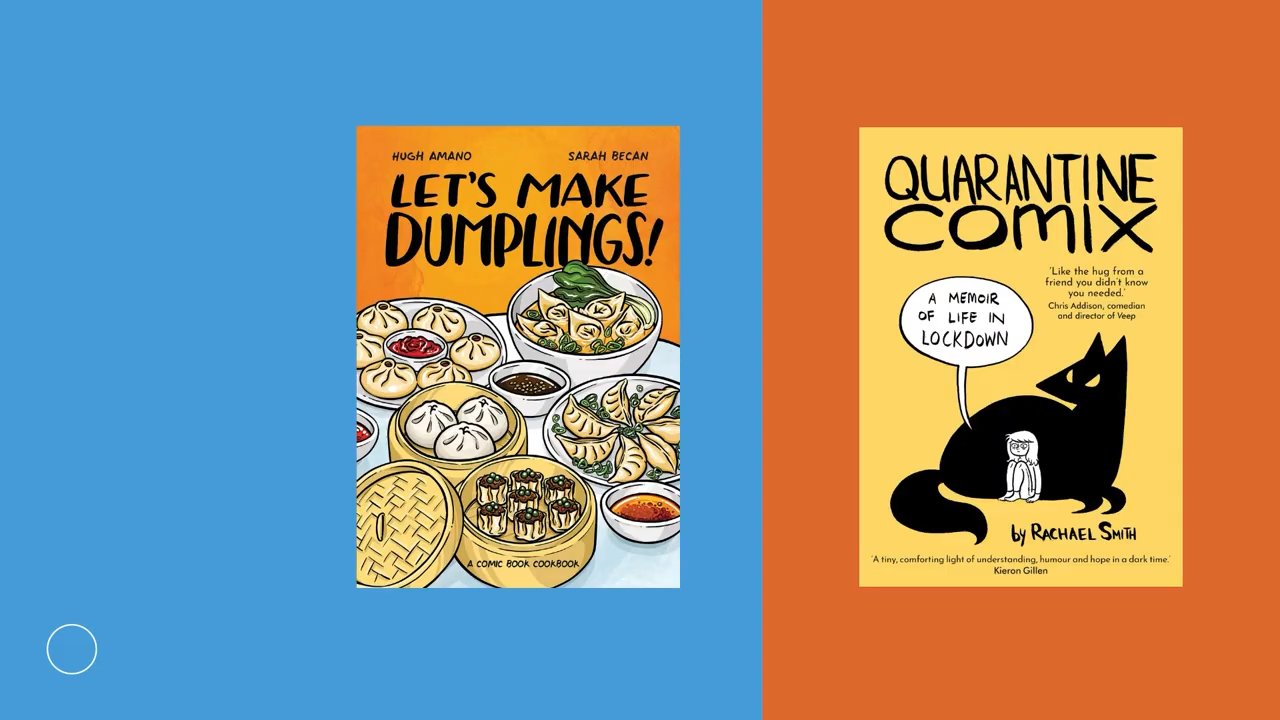 HUGH AMANO
SARAH BECAN
LET'S MAKE
DUMPLINGS!
A COMIC BOOK COOKBOOK
QUARANTINE
COMIX
'Like the hug from a
friend you didn't know
you needed.'
Chris Addison, comedian
and director of Veep
A MEMOIR
OF LIFE IN
LOCKDOWN
by RACHAEL SMITH
'A tiny, comforting light of understanding, humour and hope in a dark time.'
Kieron Gillen